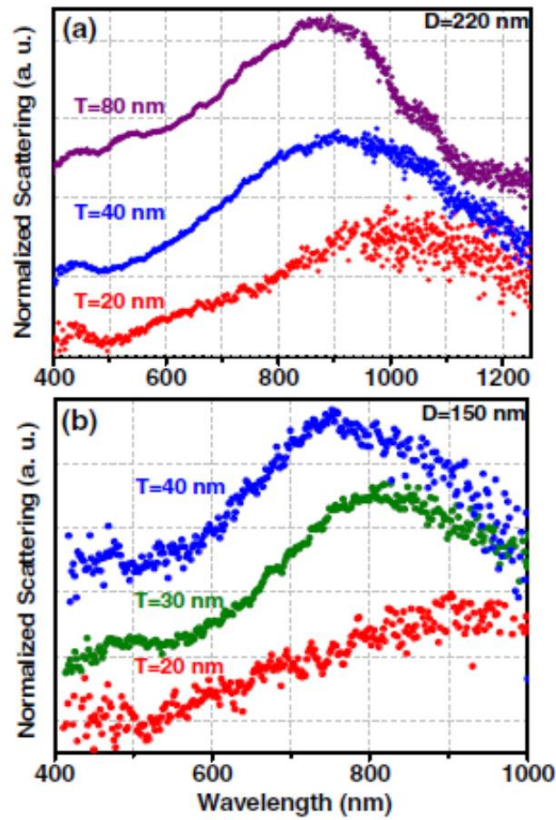 (a)
D=220 nm
T=80 nm
T=40 nm
T=20 nm
Normalized Scattering (a. u.)
400 600 800 1000 1200
(b)
D=150 nm
T=40 nm
T=30 nm
T=20 nm
Normalized Scattering (a. u.)
400 600 800 1000
Wavelength (nm)